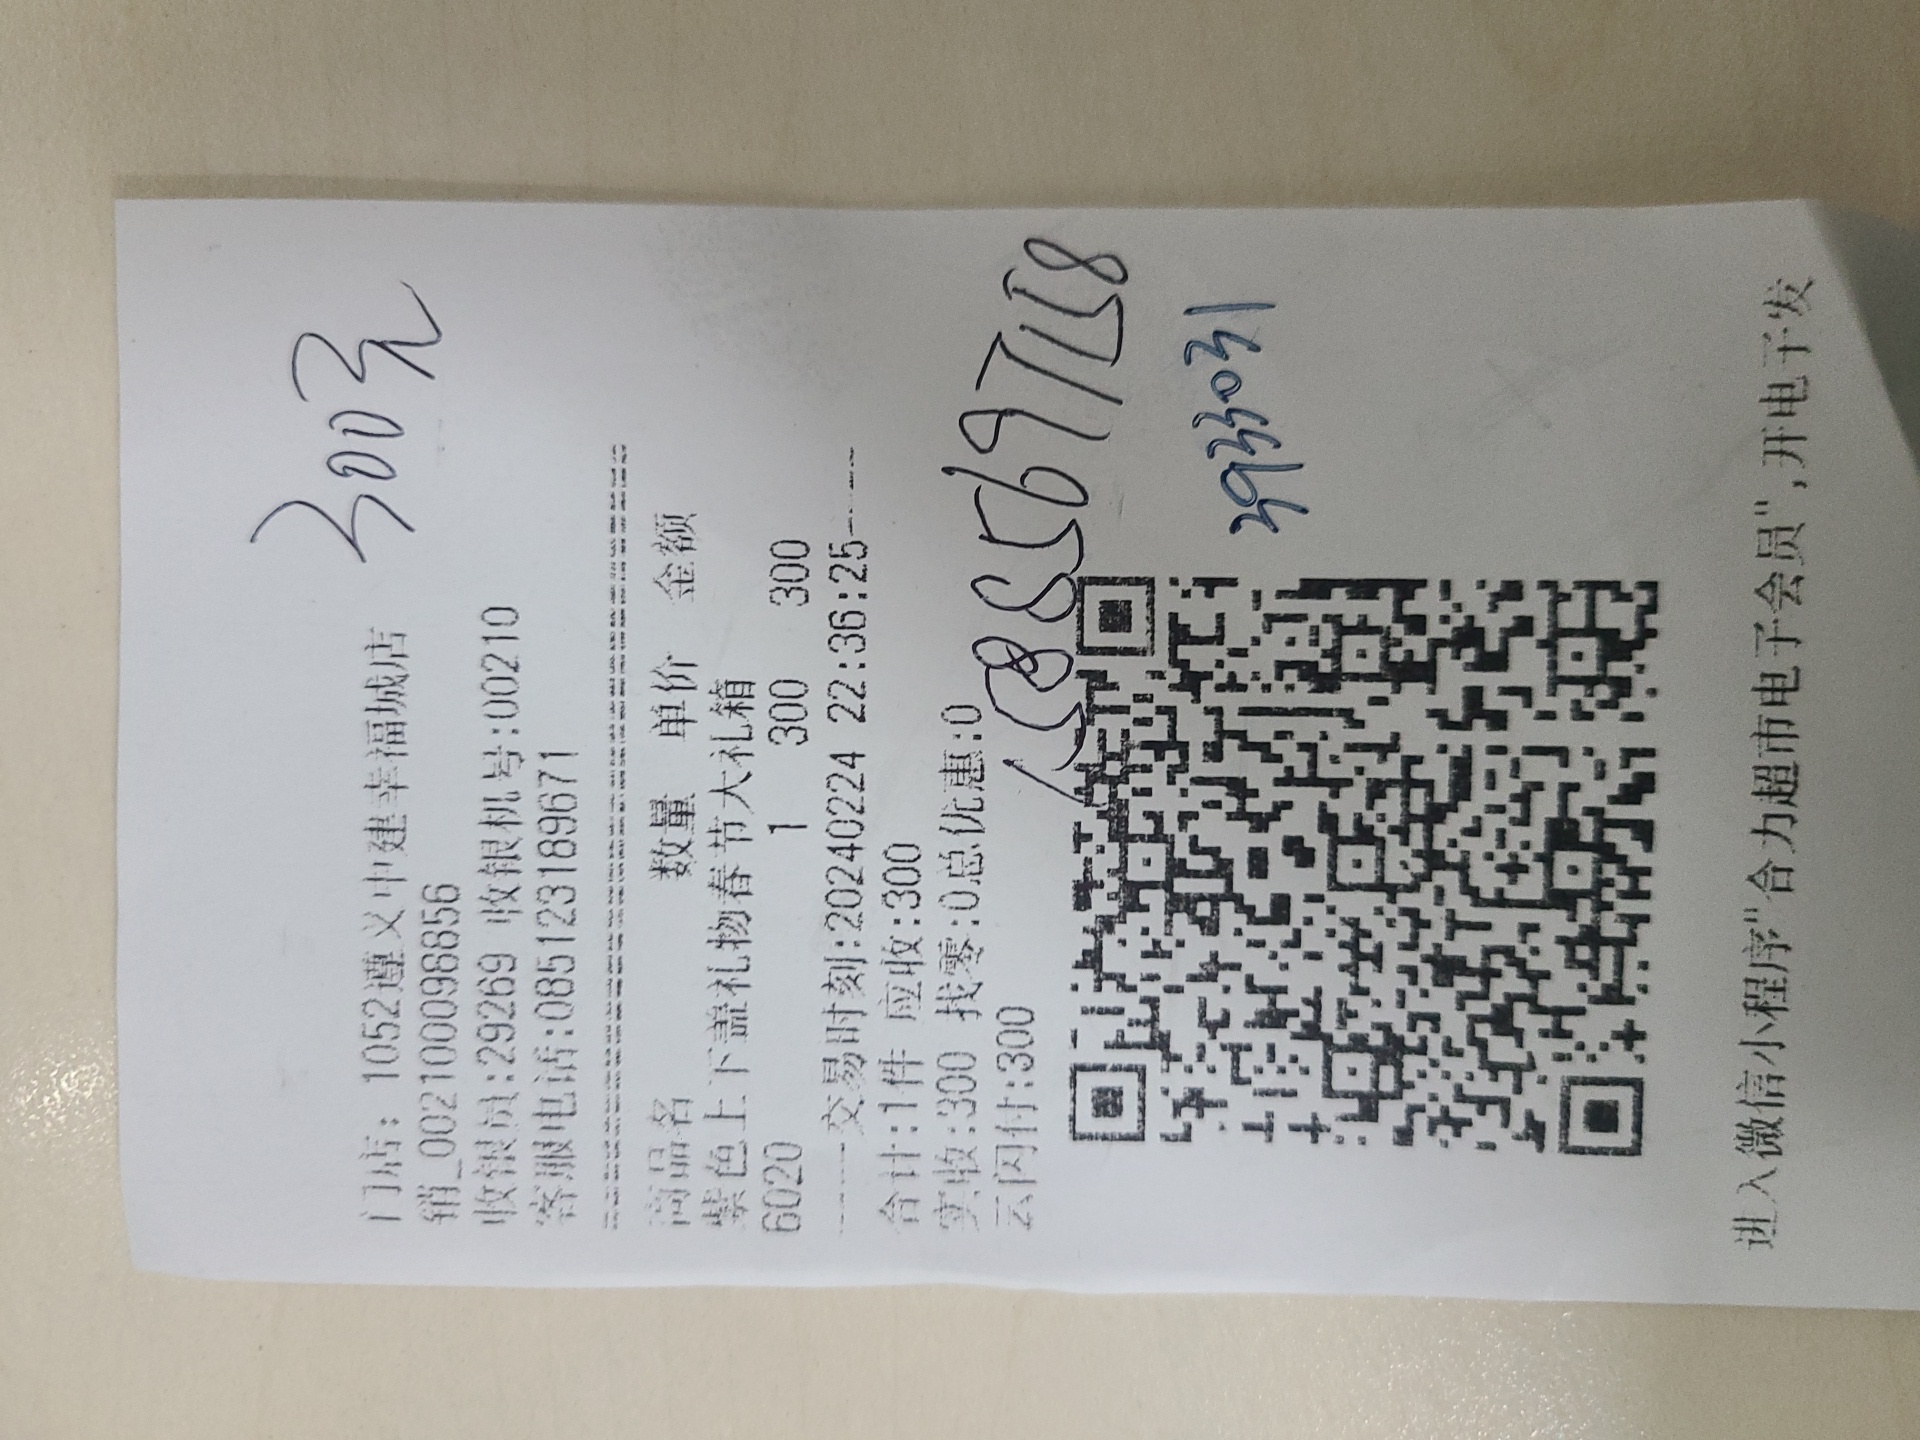 300元
门店: 1052遵义中建幸福城店
销_002100098856
收银员:29269 收银机号:00210
客服电话:085123189671
商品名 数量 单价 金额
紫色上下盖礼物春节大礼箱
6020 1 300 300
-----交易时刻:20240224 22:36:25-----
合计:1件 应收:300
实收:300 找零:0总优惠:0
云闪付:300
进入微信小程序"合力超市电子会员",开电子发